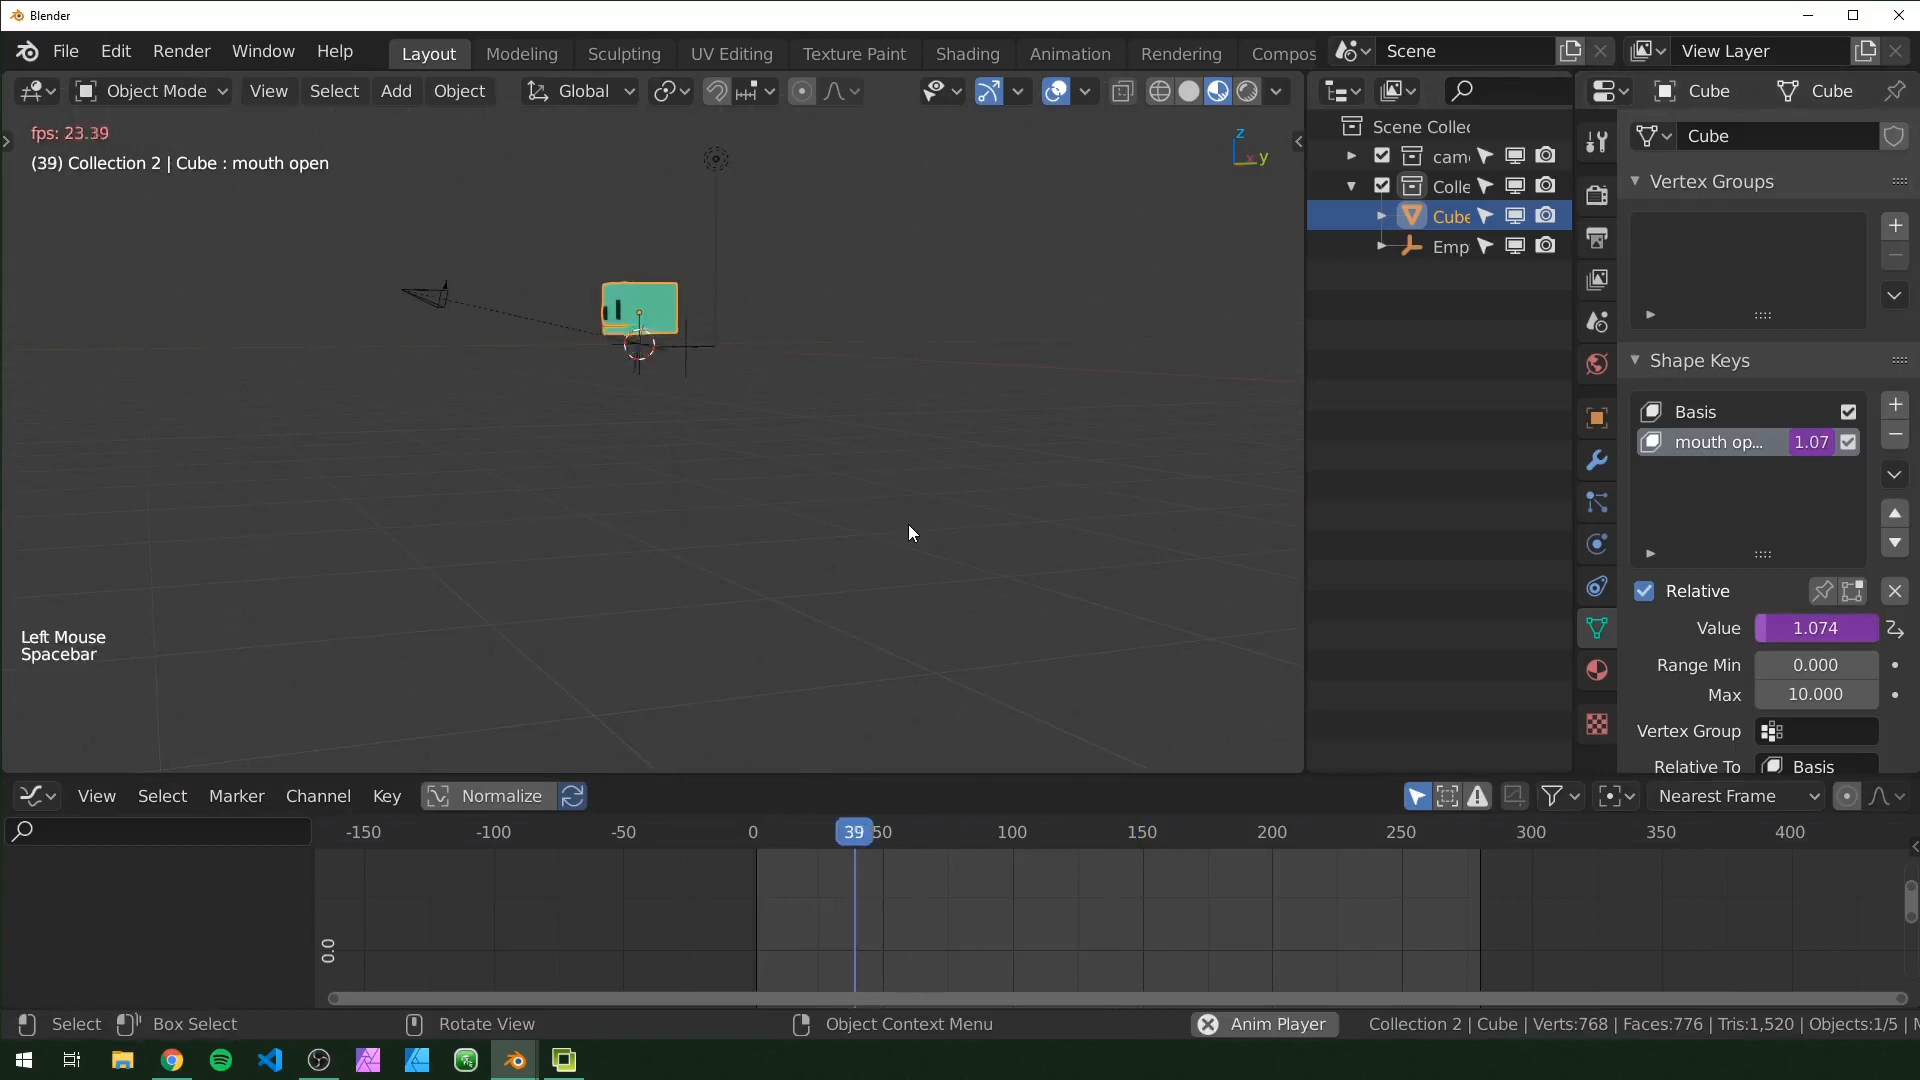 Blender
File Edit Render Window Help Layout Modeling Sculpting UV Editing Texture Paint Shading Animation Rendering Compos Scene View Layer
Object Mode View Select Add Object Global Cube Cube
fps: 23.39
(39) Collection 2 | Cube : mouth open
z
y
Scene Collec
cam
Colle
Cube
Emp
Cube
Vertex Groups
Shape Keys
Basis
mouth op... 1.07
Relative
Value 1.074
Range Min 0.000
Max 10.000
Vertex Group
Relative To Basis
Left Mouse
Spacebar
View Select Marker Channel Key Normalize Nearest Frame
-150 -100 -50 0 39 50 100 150 200 250 300 350 400
0.0
Select Box Select Rotate View Object Context Menu Anim Player Collection 2 | Cube | Verts:768 | Faces:776 | Tris:1,520 | Objects:1/5 |